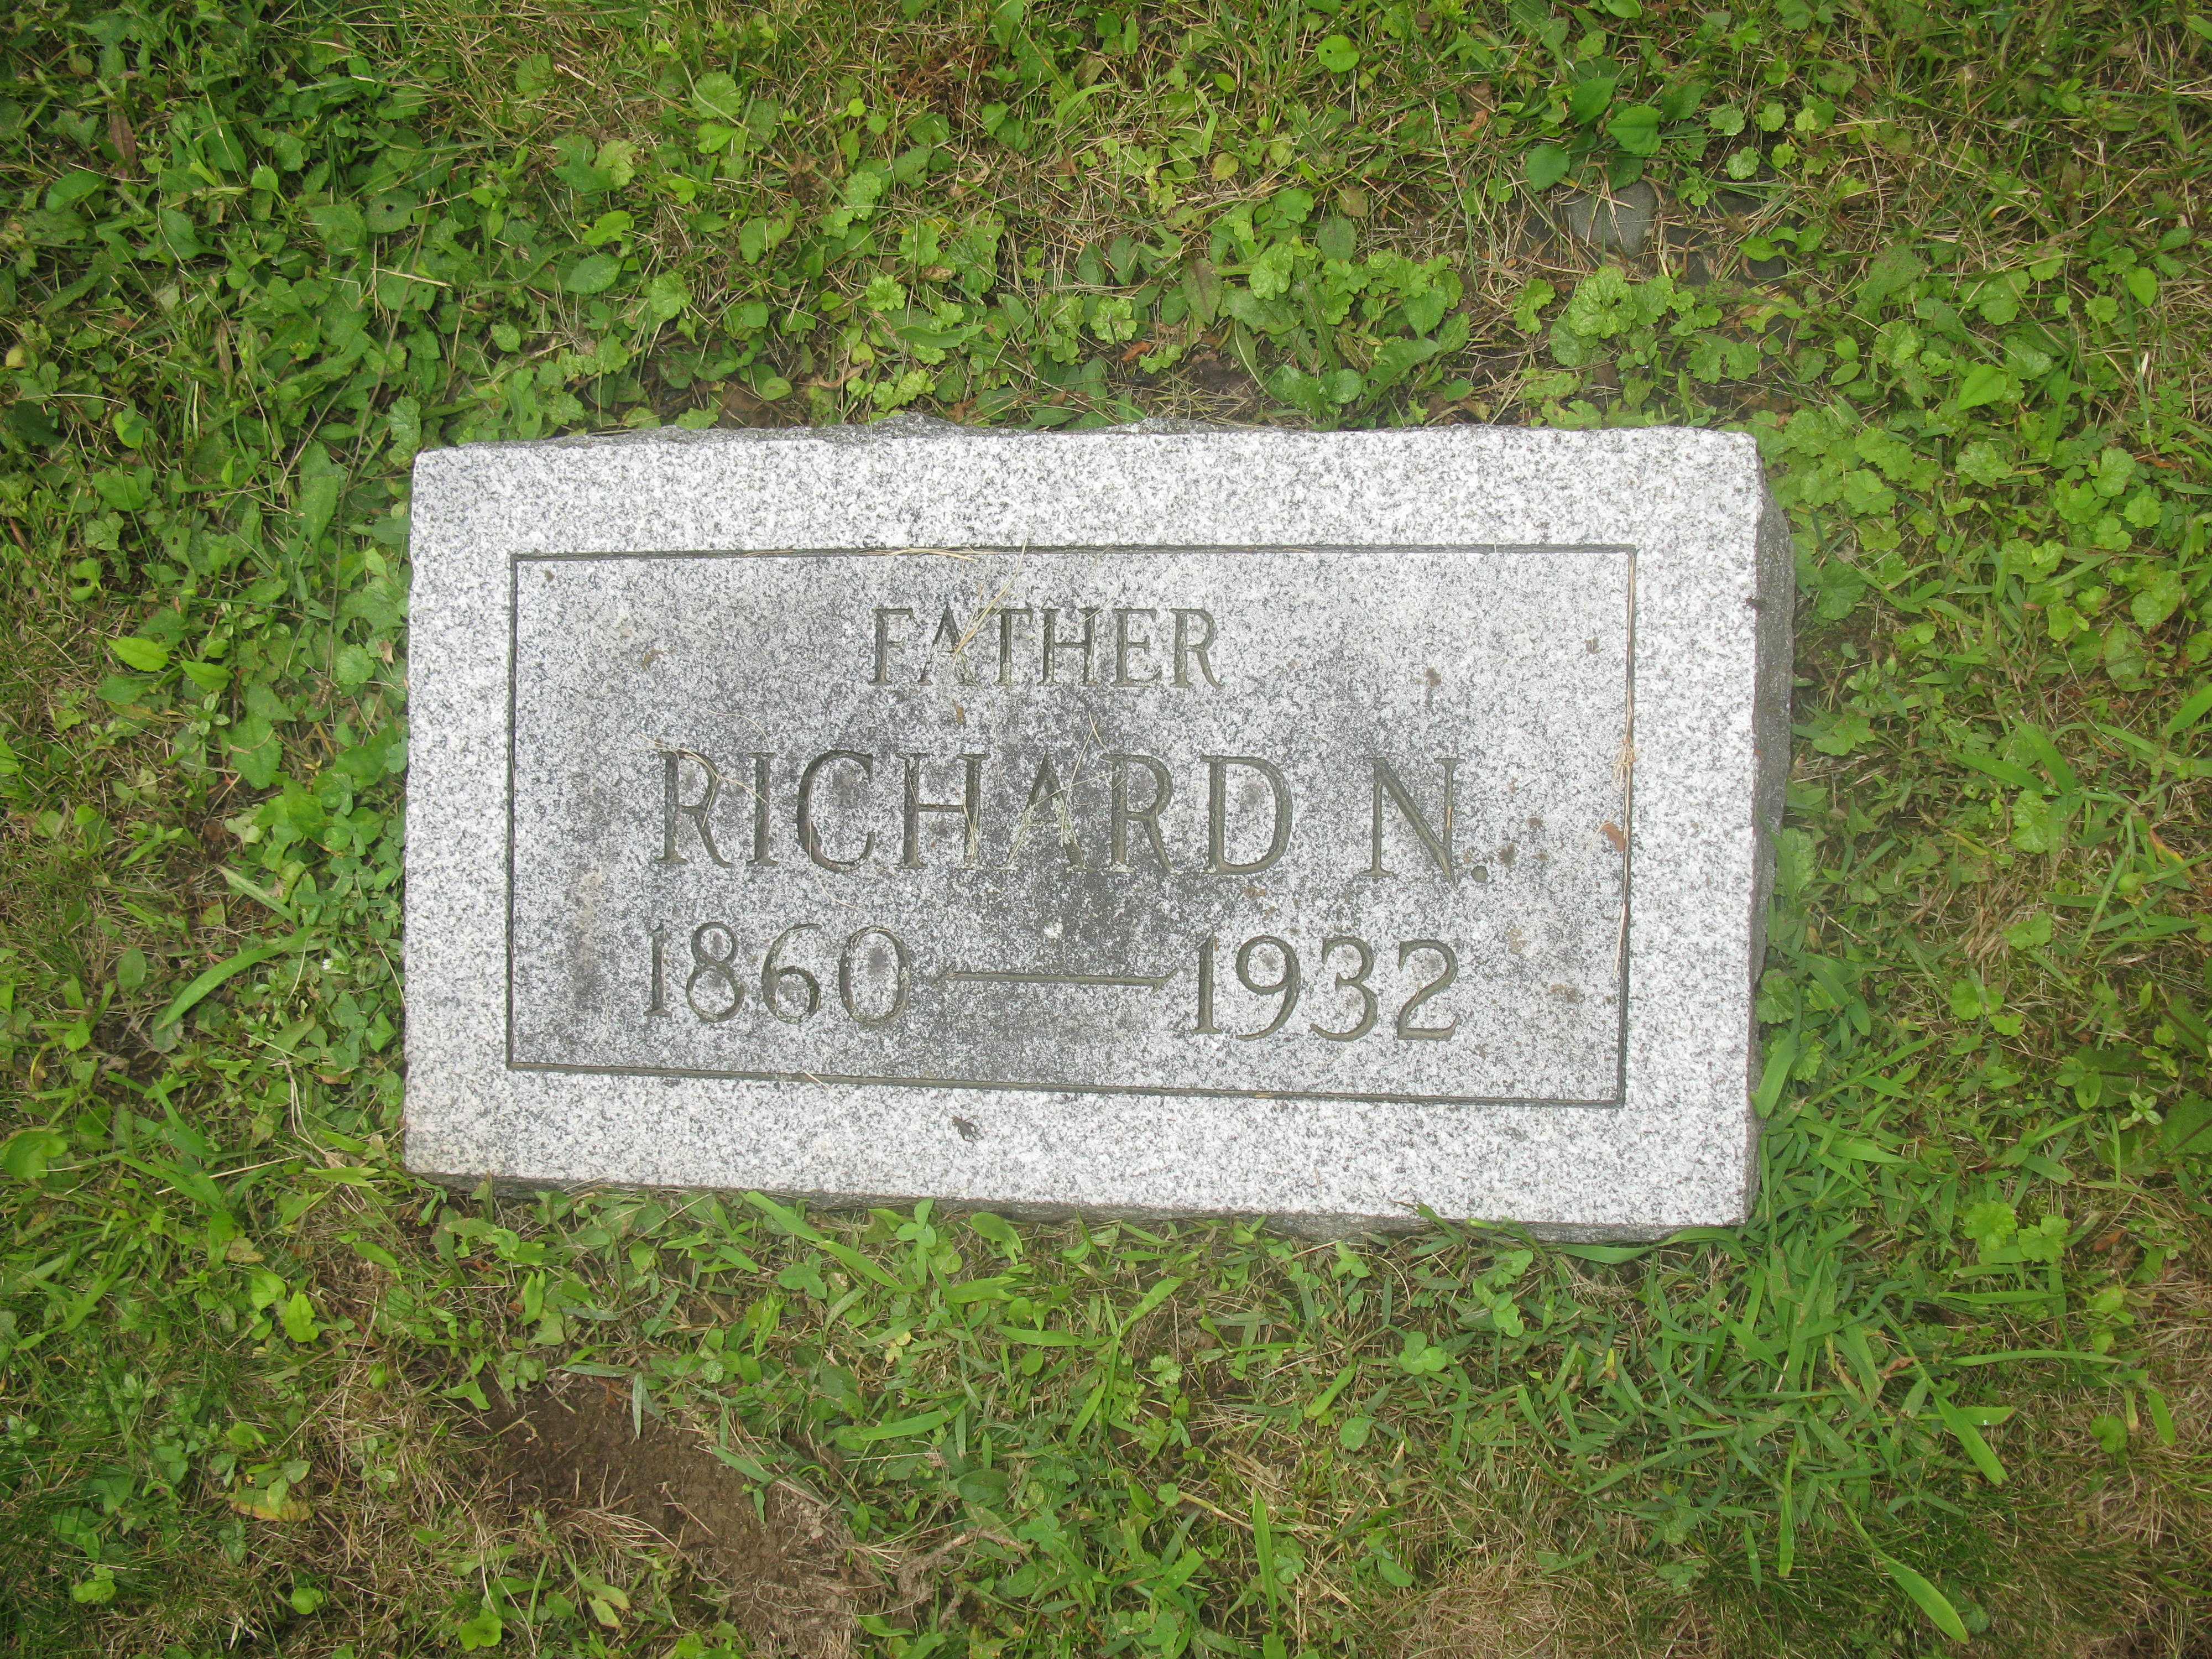 FATHER
RICHARD N.
1860 — 1932